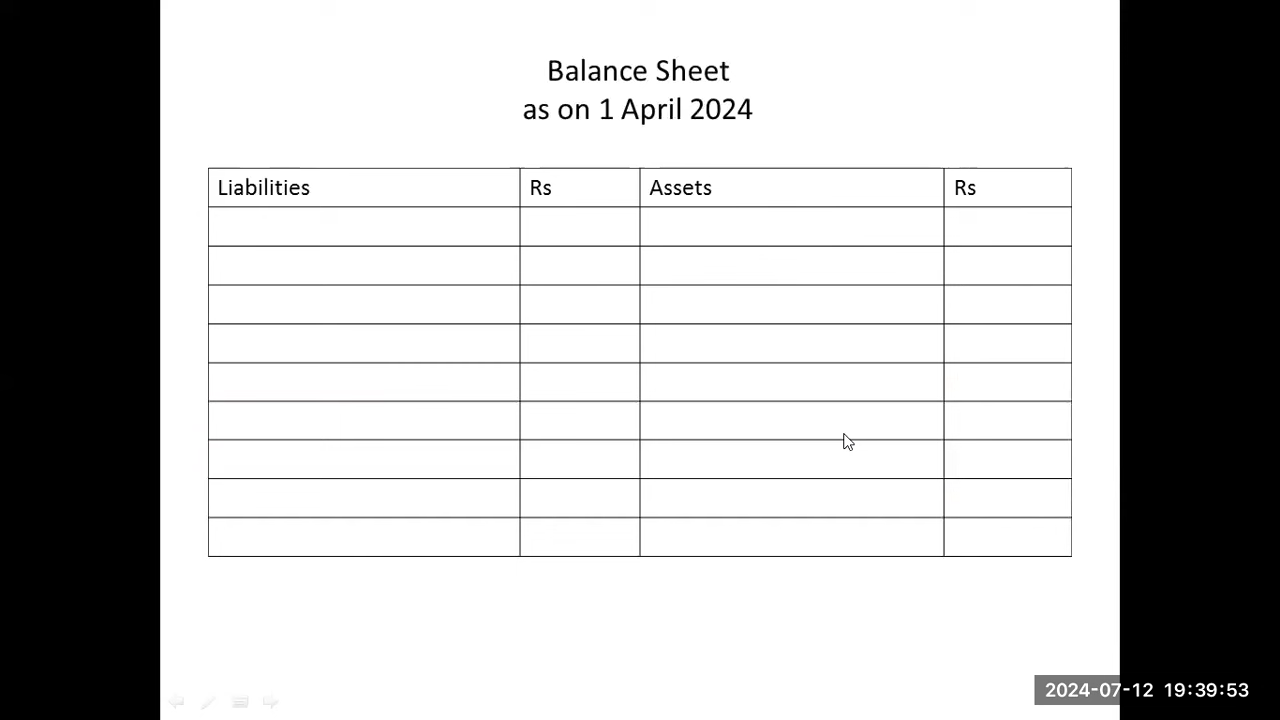 Balance Sheet
as on 1 April 2024
Liabilities Rs Assets Rs
2024-07-12 19:39:53